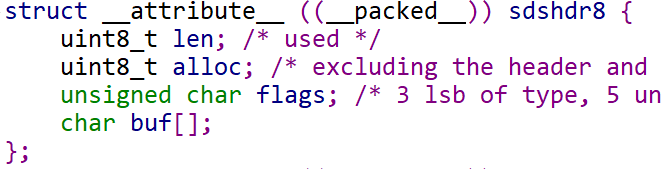 struct __attribute__ ((__packed__)) sdshdr8 {
    uint8_t len; /* used */
    uint8_t alloc; /* excluding the header and
    unsigned char flags; /* 3 lsb of type, 5 un
    char buf[];
};